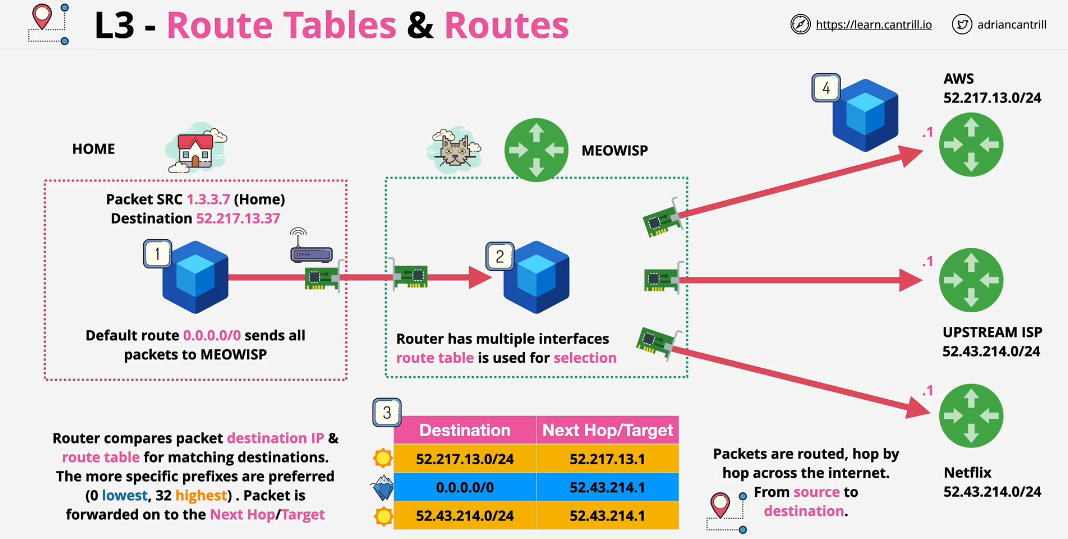 L3 - Route Tables & Routes
https://learn.cantrill.io
adriancantrill
HOME
Packet SRC 1.3.3.7 (Home)
Destination 52.217.13.37
1
Default route 0.0.0.0/0 sends all
packets to MEOWISP
MEOWISP
2
Router has multiple interfaces
route table is used for selection
4
AWS
52.217.13.0/24
.1
.1
UPSTREAM ISP
52.43.214.0/24
.1
Netflix
52.43.214.0/24
Router compares packet destination IP &
route table for matching destinations.
The more specific prefixes are preferred
(0 lowest, 32 highest) . Packet is
forwarded on to the Next Hop/Target
3
Destination Next Hop/Target
52.217.13.0/24 52.217.13.1
0.0.0.0/0 52.43.214.1
52.43.214.0/24 52.43.214.1
Packets are routed, hop by
hop across the internet.
From source to
destination.